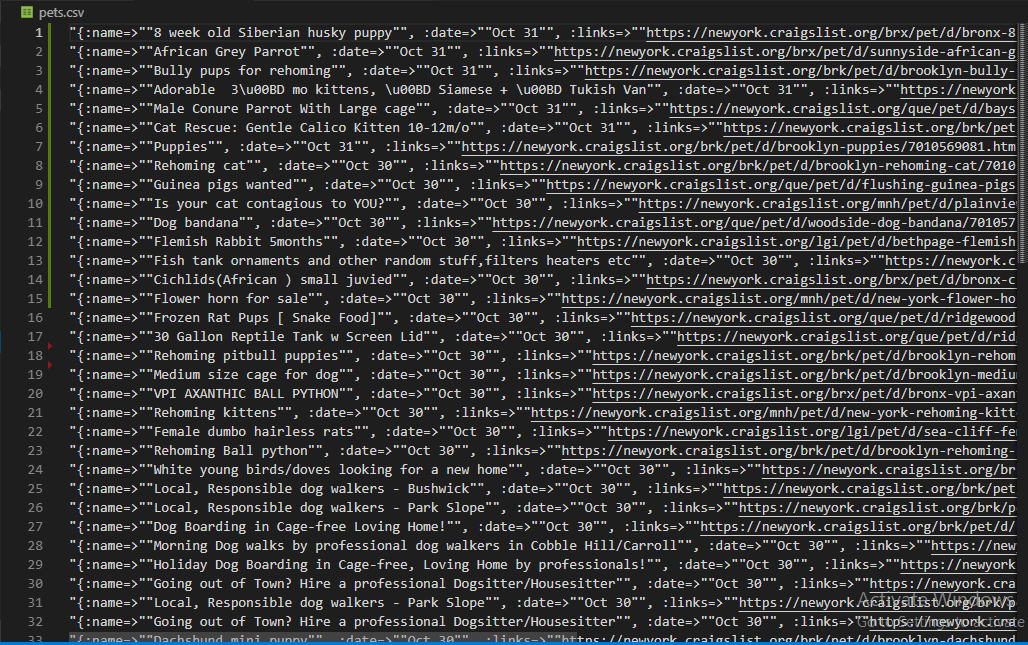 pets.csv
1 "{:name=>""8 week old Siberian husky puppy"", :date=>""Oct 31"", :links=>""https://newyork.craigslist.org/brx/pet/d/bronx-8
2 "{:name=>""African Grey Parrot"", :date=>""Oct 31"", :links=>""https://newyork.craigslist.org/brx/pet/d/sunnyside-african-g
3 "{:name=>""Bully pups for rehoming"", :date=>""Oct 31"", :links=>""https://newyork.craigslist.org/brk/pet/d/brooklyn-bully-
4 "{:name=>""Adorable  3\u00BD mo kittens, \u00BD Siamese + \u00BD Tukish Van"", :date=>""Oct 31"", :links=>""https://newyork
5 "{:name=>""Male Conure Parrot With Large cage"", :date=>""Oct 31"", :links=>""https://newyork.craigslist.org/que/pet/d/bays
6 "{:name=>""Cat Rescue: Gentle Calico Kitten 10-12m/o"", :date=>""Oct 31"", :links=>""https://newyork.craigslist.org/brk/pet
7 "{:name=>""Puppies"", :date=>""Oct 31"", :links=>""https://newyork.craigslist.org/brk/pet/d/brooklyn-puppies/7010569081.htm
8 "{:name=>""Rehoming cat"", :date=>""Oct 30"", :links=>""https://newyork.craigslist.org/brk/pet/d/brooklyn-rehoming-cat/7010
9 "{:name=>""Guinea pigs wanted"", :date=>""Oct 30"", :links=>""https://newyork.craigslist.org/que/pet/d/flushing-guinea-pigs
10 "{:name=>""Is your cat contagious to YOU?"", :date=>""Oct 30"", :links=>""https://newyork.craigslist.org/mnh/pet/d/plainvie
11 "{:name=>""Dog bandana"", :date=>""Oct 30"", :links=>""https://newyork.craigslist.org/que/pet/d/woodside-dog-bandana/701057
12 "{:name=>""Flemish Rabbit 5months"", :date=>""Oct 30"", :links=>""https://newyork.craigslist.org/lgi/pet/d/bethpage-flemish
13 "{:name=>""Fish tank ornaments and other random stuff,filters heaters etc"", :date=>""Oct 30"", :links=>""https://newyork.c
14 "{:name=>""Cichlids(African ) small juvied"", :date=>""Oct 30"", :links=>""https://newyork.craigslist.org/brx/pet/d/bronx-c
15 "{:name=>""Flower horn for sale"", :date=>""Oct 30"", :links=>""https://newyork.craigslist.org/mnh/pet/d/new-york-flower-ho
16 "{:name=>""Frozen Rat Pups [ Snake Food]"", :date=>""Oct 30"", :links=>""https://newyork.craigslist.org/que/pet/d/ridgewood
17 "{:name=>""30 Gallon Reptile Tank w Screen Lid"", :date=>""Oct 30"", :links=>""https://newyork.craigslist.org/que/pet/d/rid
18 "{:name=>""Rehoming pitbull puppies"", :date=>""Oct 30"", :links=>""https://newyork.craigslist.org/brk/pet/d/brooklyn-rehom
19 "{:name=>""Medium size cage for dog"", :date=>""Oct 30"", :links=>""https://newyork.craigslist.org/brk/pet/d/brooklyn-mediu
20 "{:name=>""VPI AXANTHIC BALL PYTHON"", :date=>""Oct 30"", :links=>""https://newyork.craigslist.org/brx/pet/d/bronx-vpi-axan
21 "{:name=>""Rehoming kittens"", :date=>""Oct 30"", :links=>""https://newyork.craigslist.org/mnh/pet/d/new-york-rehoming-kitt
22 "{:name=>""Female dumbo hairless rats"", :date=>""Oct 30"", :links=>""https://newyork.craigslist.org/lgi/pet/d/sea-cliff-fe
23 "{:name=>""Rehoming Ball python"", :date=>""Oct 30"", :links=>""https://newyork.craigslist.org/brk/pet/d/brooklyn-rehoming-
24 "{:name=>""White young birds/doves looking for a new home"", :date=>""Oct 30"", :links=>""https://newyork.craigslist.org/br
25 "{:name=>""Local, Responsible dog walkers - Bushwick"", :date=>""Oct 30"", :links=>""https://newyork.craigslist.org/brk/pet
26 "{:name=>""Local, Responsible dog walkers - Park Slope"", :date=>""Oct 30"", :links=>""https://newyork.craigslist.org/brk/p
27 "{:name=>""Dog Boarding in Cage-free Loving Home!"", :date=>""Oct 30"", :links=>""https://newyork.craigslist.org/brk/pet/d/
28 "{:name=>""Morning Dog walks by professional dog walkers in Cobble Hill/Carroll"", :date=>""Oct 30"", :links=>""https://new
29 "{:name=>""Holiday Dog Boarding in Cage-free, Loving Home by professionals!"", :date=>""Oct 30"", :links=>""https://newyork
30 "{:name=>""Going out of Town? Hire a professional Dogsitter/Housesitter"", :date=>""Oct 30"", :links=>""https://newyork.cra
31 "{:name=>""Local, Responsible dog walkers - Park Slope"", :date=>""Oct 30"", :links=>""https://newyork.craigslist.org/brk/p
Activate Windows
32 "{:name=>""Going out of Town? Hire a professional Dogsitter/Housesitter"", :date=>""Oct 30"", :links=>""https://newyork.cra
Go to Settings to activate
33 "{:name=>""Dachshund mini puppy"", :date=>""Oct 30"", :links=>""https://newyork.craigslist.org/brk/pet/d/brooklyn-dachshund